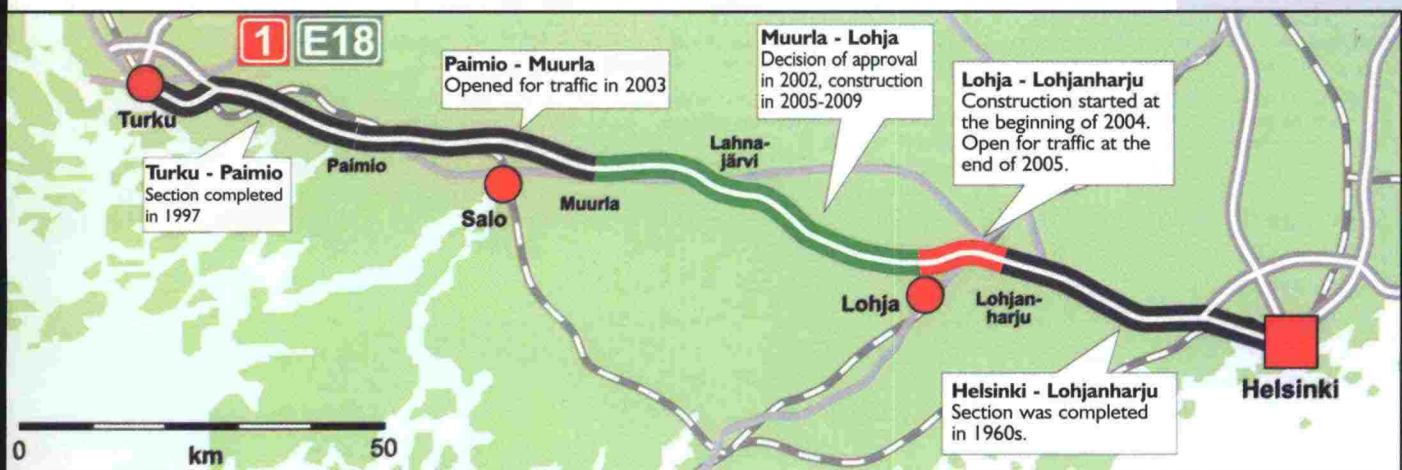 1 E18
Turku
Turku - Paimio
Section completed
in 1997
Paimio
Paimio - Muurla
Opened for traffic in 2003
Salo
Muurla
Lahna-
järvi
Muurla - Lohja
Decision of approval
in 2002, construction
in 2005-2009
Lohja - Lohjanharju
Construction started at
the beginning of 2004.
Open for traffic at the
end of 2005.
Lohja
Lohjan-
harju
Helsinki - Lohjanharju
Section was completed
in 1960s.
Helsinki
0 50
km